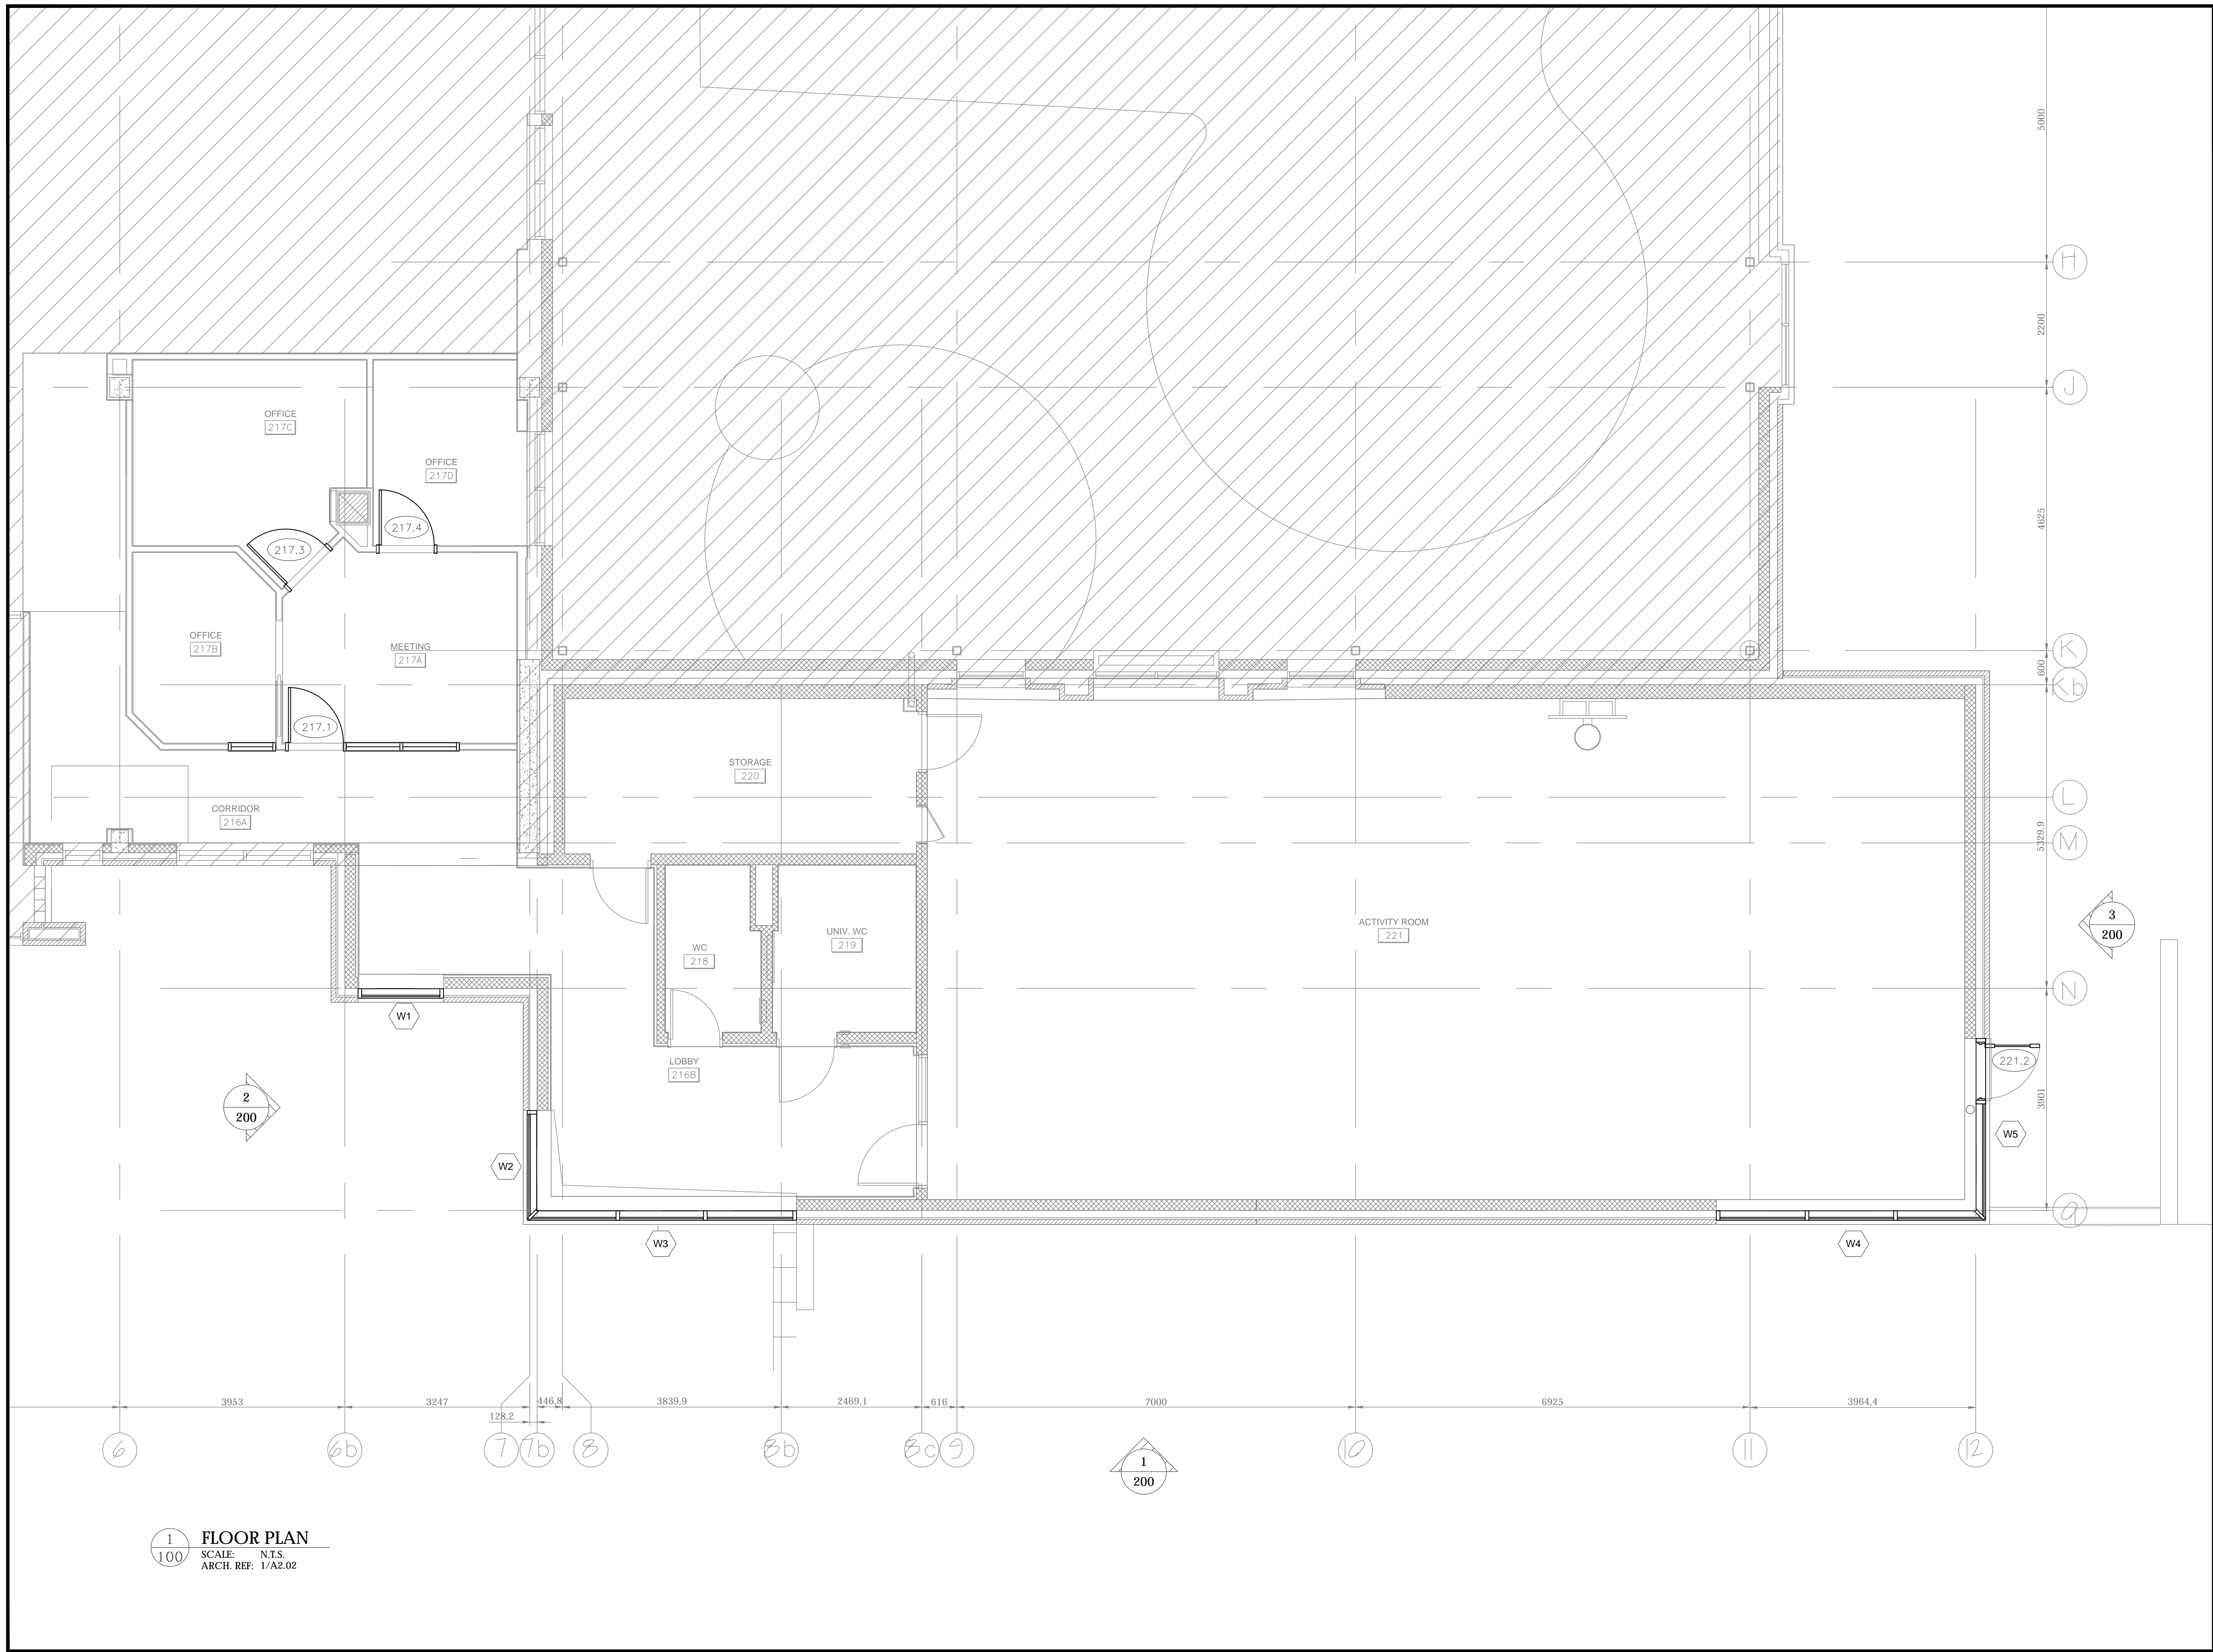 5000
H
2200
J
OFFICE
217C
OFFICE
217D
217.4
217.3
4625
OFFICE
217B
MEETING
217A
K
600
Kb
217.1
STORAGE
220
L
CORRIDOR
216A
5329,9
M
3
200
ACTIVITY ROOM
221
UNIV. WC
219
WC
218
N
W1
LOBBY
216B
221.2
2
200
3901
W5
W2
O
W3
W4
3953
3247
446,8
128,2
3839,9
2469,1
616
7000
6925
3964,4
6
6b
7
7b
8
8b
8c
9
10
11
12
1
200
1
100
FLOOR PLAN
SCALE: N.T.S.
ARCH. REF: 1/A2.02